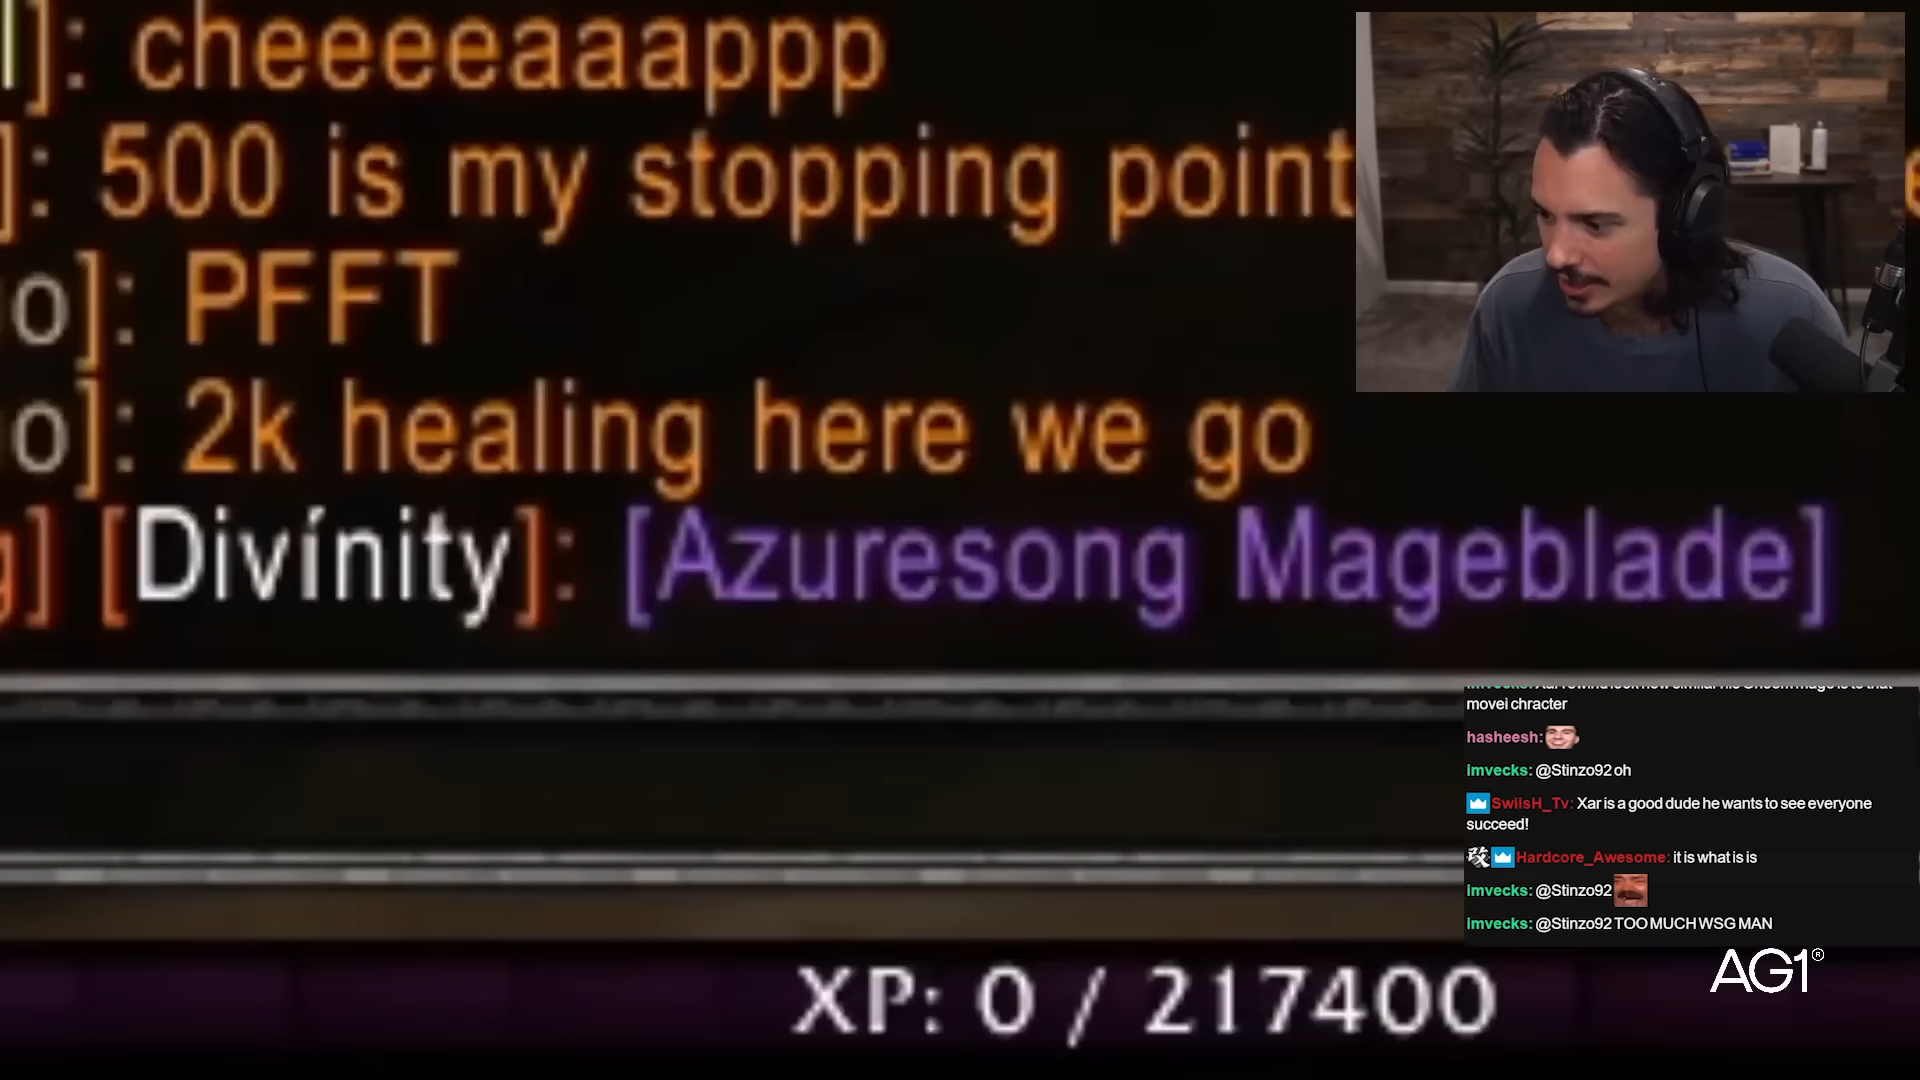 ]: cheeeeaaappp
]: 500 is my stopping point
o]: PFFT
o]: 2k healing here we go
g] [Divínity]: [Azuresong Mageblade]
movei chracter
hasheesh:
imvecks: @Stinzo92 oh
SwiisH_Tv: Xar is a good dude he wants to see everyone
succeed!
改 Hardcore_Awesome: it is what is is
imvecks: @Stinzo92
imvecks: @Stinzo92 TOO MUCH WSG MAN
AG1®
XP: 0 / 217400